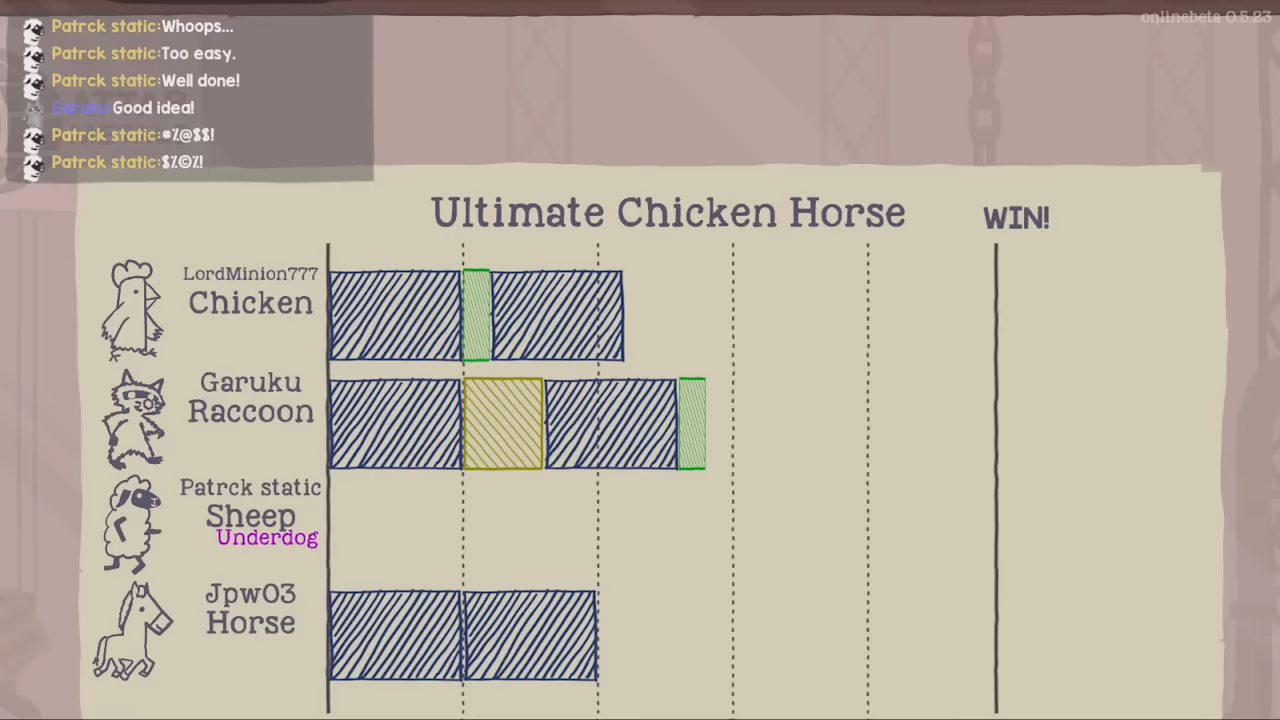 onlinebeta 0.5.23
Patrck static:Whoops...
Patrck static:Too easy.
Patrck static:Well done!
Garuku:Good idea!
Patrck static:#%@$$!
Patrck static:$%©%!
Ultimate Chicken Horse
WIN!
LordMinion777
Chicken
Garuku
Raccoon
Patrck static
Sheep
Underdog
Jpw03
Horse